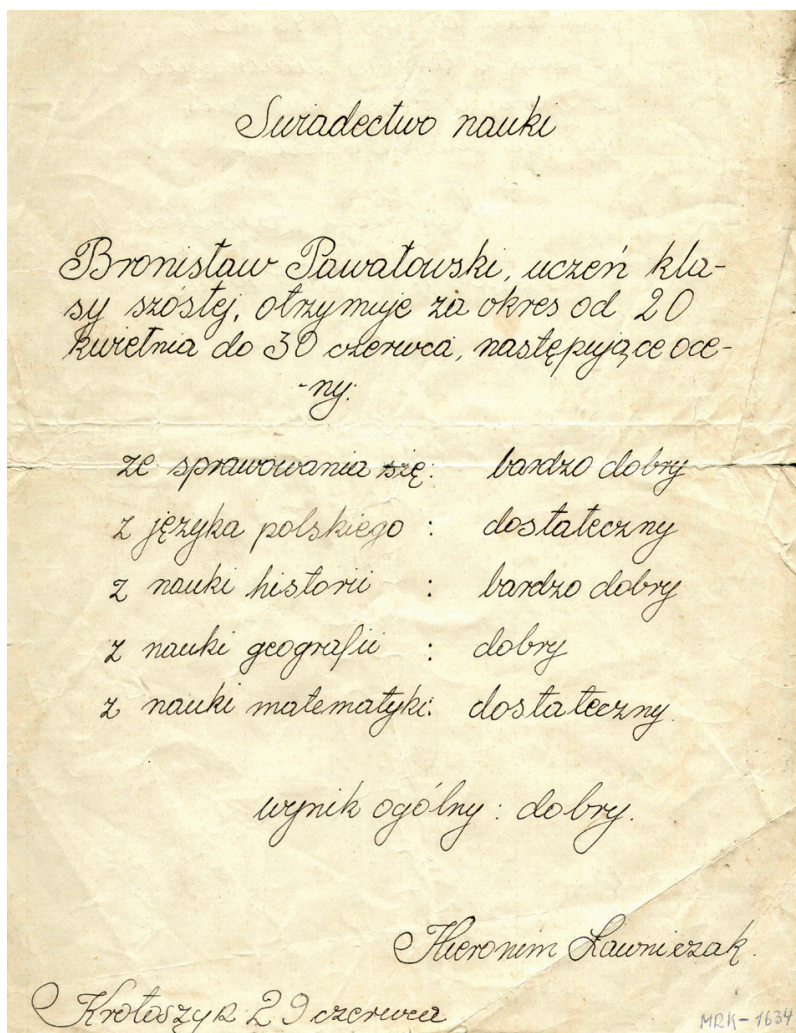 Świadectwo nauki
Bronisław Pawałowski, uczeń kla-
sy szóstej, otrzymuje za okres od 20
kwietnia do 30 czerwca, następujące oce-
-ny:
ze sprawowania się: bardzo dobry
z języka polskiego : dostateczny
z nauki historii : bardzo dobry
z nauki geografii : dobry
z nauki matematyki: dostateczny.
wynik ogólny : dobry.
Hieronim Ławniczak.
Krotoszyn 29 czerwca
MRK-1634